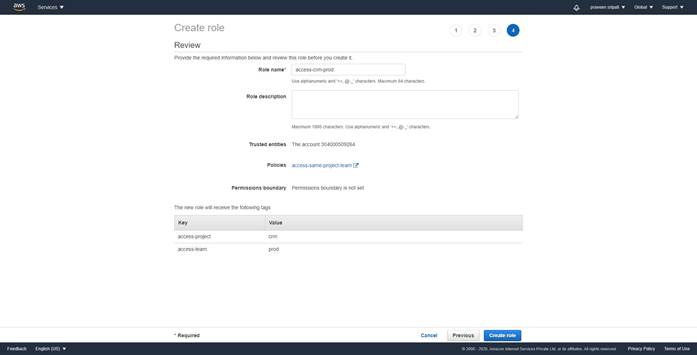 aws Services praveen sripati Global Support
Create role 1 2 3 4
Review
Provide the required information below and review this role before you create it.
Role name* access-crm-prod
Use alphanumeric and '+=,.@-_' characters. Maximum 64 characters.
Role description
Maximum 1000 characters. Use alphanumeric and '+=,.@-_' characters.
Trusted entities The account
Policies access-same-project-team
Permissions boundary Permissions boundary is not set
The new role will receive the following tags
Key Value
access-project crm
access-team prod
* Required Cancel Previous Create role
Feedback English (US) © 2008 - 2020, Amazon Internet Services Private Ltd. or its affiliates. All rights reserved. Privacy Policy Terms of Use